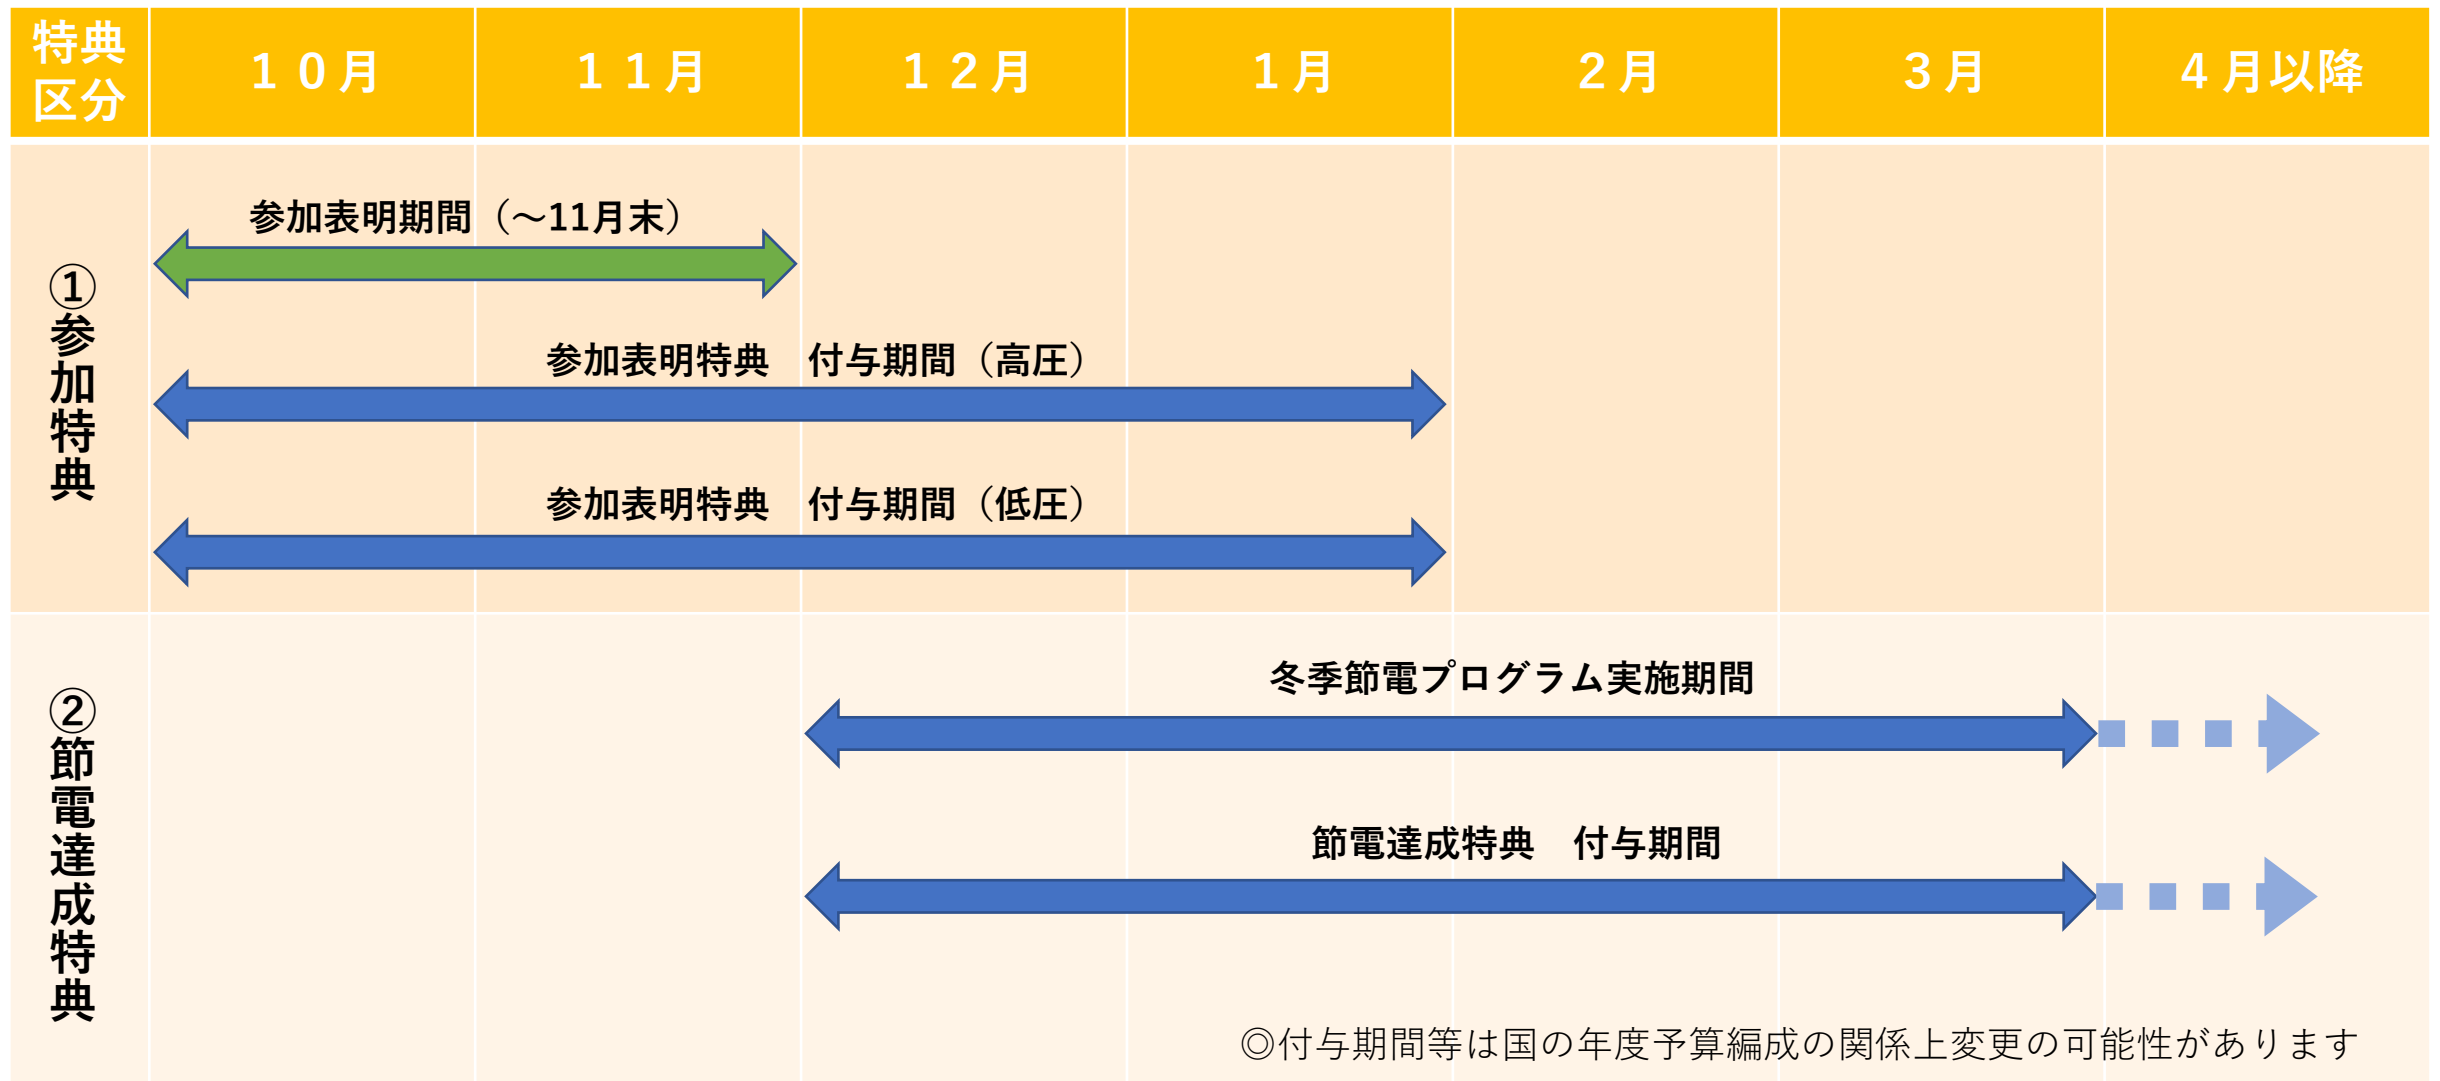 特典
区分
１０月
１１月
１２月
１月
２月
３月
４月以降
①参加特典
参加表明期間（～11月末）
参加表明特典　付与期間（高圧）
参加表明特典　付与期間（低圧）
②節電達成特典
冬季節電プログラム実施期間
節電達成特典　付与期間
◎付与期間等は国の年度予算編成の関係上変更の可能性があります